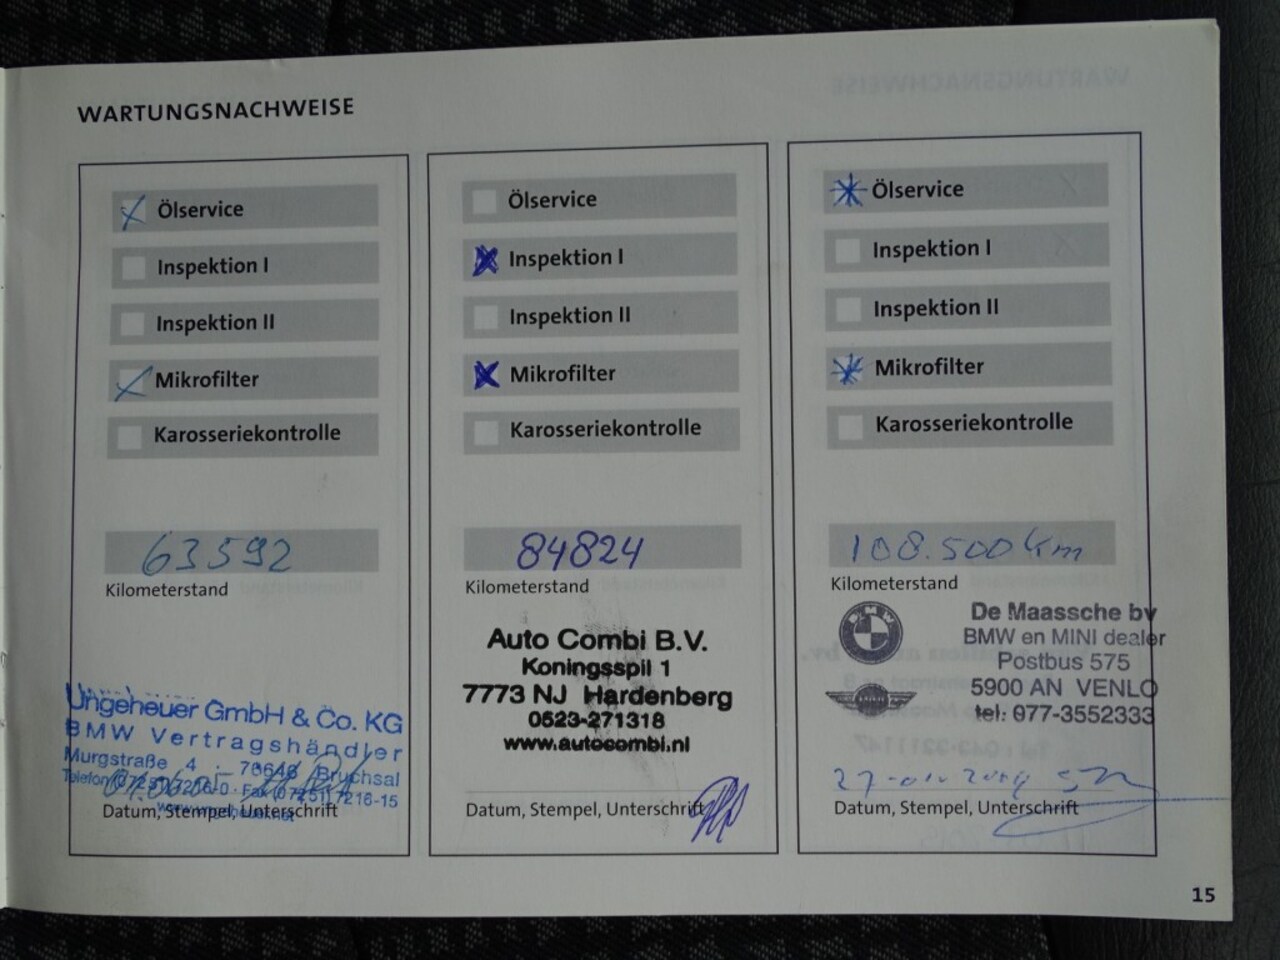 WARTUNGSNACHWEISE
Ölservice
Inspektion I
Inspektion II
Mikrofilter
Karosseriekontrolle
63592
Kilometerstand
Ungeheuer GmbH & Co. KG
BMW Vertragshändler
Murgstraße 4 · 76646 Bruchsal
Datum, Stempel, Unterschrift
Ölservice
Inspektion I
Inspektion II
Mikrofilter
Karosseriekontrolle
84824
Kilometerstand
Auto Combi B.V.
Koningsspil 1
7773 NJ Hardenberg
0523-271318
www.autocombi.nl
Datum, Stempel, Unterschrift
Ölservice
Inspektion I
Inspektion II
Mikrofilter
Karosseriekontrolle
108.500 km
Kilometerstand
BMW
De Maassche bv
BMW en MINI dealer
Postbus 575
5900 AN VENLO
tel: 077-3552333
Datum, Stempel, Unterschrift
15